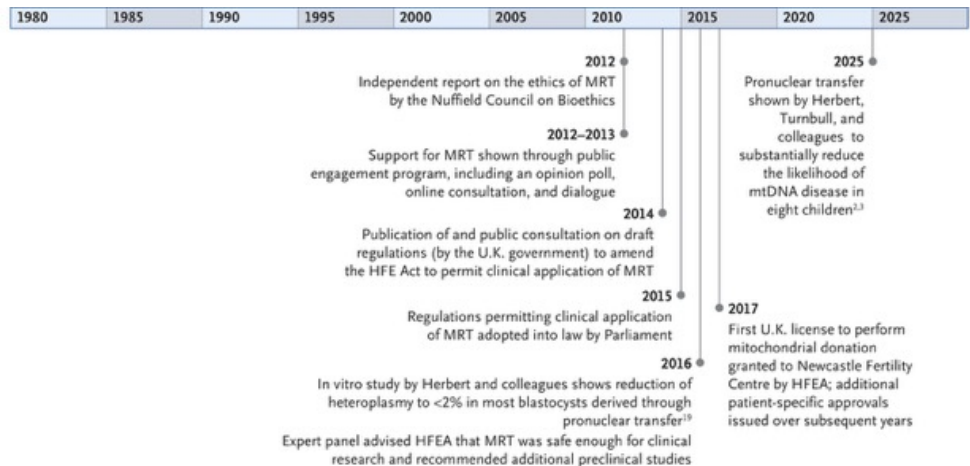 1980 1985 1990 1995 2000 2005 2010 2015 2020 2025
2012
Independent report on the ethics of MRT
by the Nuffield Council on Bioethics
2012–2013
Support for MRT shown through public
engagement program, including an opinion poll,
online consultation, and dialogue
2014
Publication of and public consultation on draft
regulations (by the U.K. government) to amend
the HFE Act to permit clinical application of MRT
2015
Regulations permitting clinical application
of MRT adopted into law by Parliament
2016
In vitro study by Herbert and colleagues shows reduction of
heteroplasmy to <2% in most blastocysts derived through
pronuclear transfer¹⁹
Expert panel advised HFEA that MRT was safe enough for clinical
research and recommended additional preclinical studies
2017
First U.K. license to perform
mitochondrial donation
granted to Newcastle Fertility
Centre by HFEA; additional
patient-specific approvals
issued over subsequent years
2025
Pronuclear transfer
shown by Herbert,
Turnbull, and
colleagues to
substantially reduce
the likelihood of
mtDNA disease in
eight children²,³